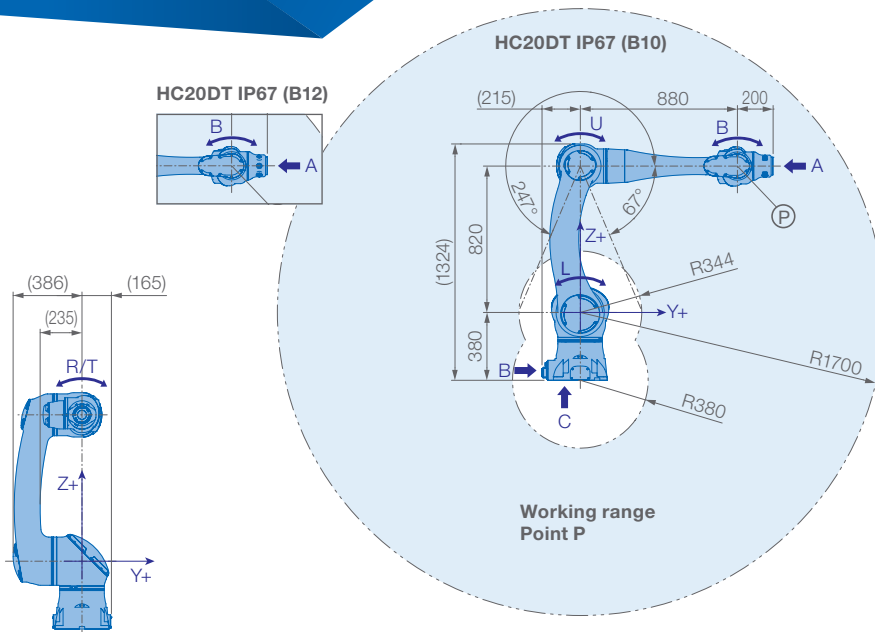 HC20DT IP67 (B10)
HC20DT IP67 (B12)
B
A
(215)
880
200
U
B
A
P
247°
67°
(1324)
820
380
Z+
L
Y+
R344
R1700
R380
B
C
(386)
(165)
(235)
R/T
Z+
Y+
Working range
Point P